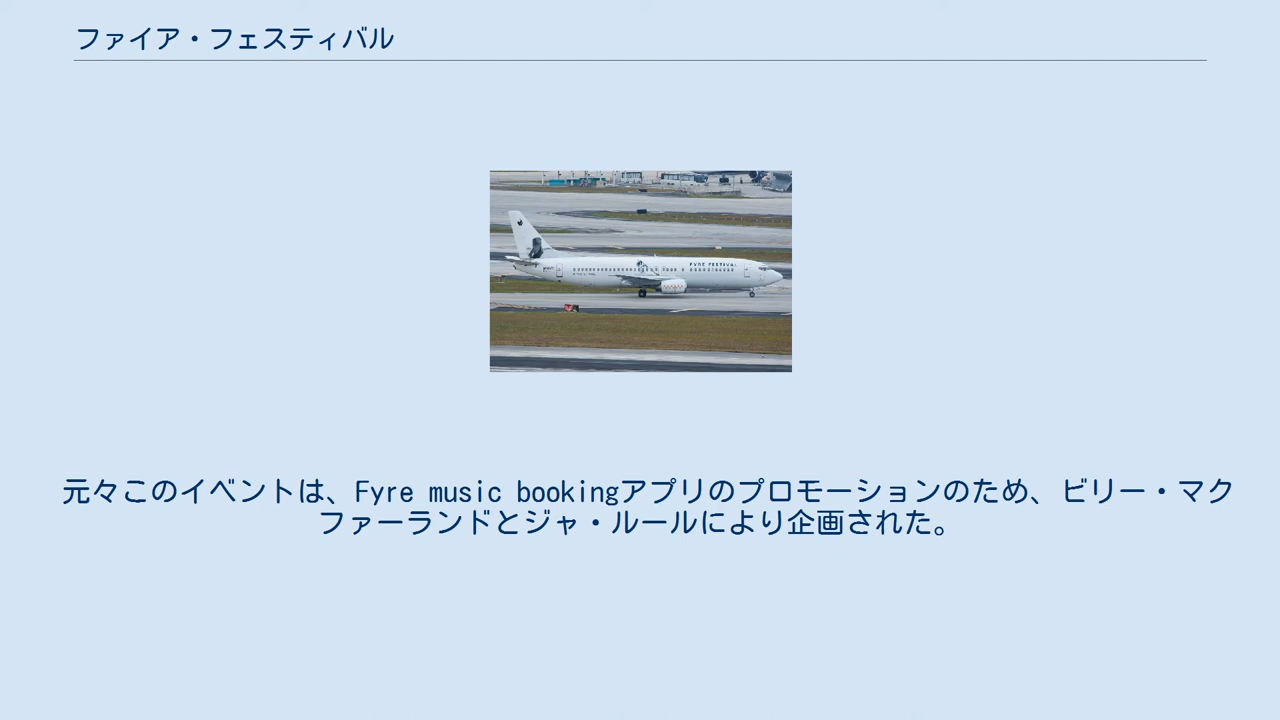 ファイア・フェスティバル
FYRE FESTIVAL
元々このイベントは、Fyre music bookingアプリのプロモーションのため、ビリー・マク
ファーランドとジャ・ルールにより企画された。